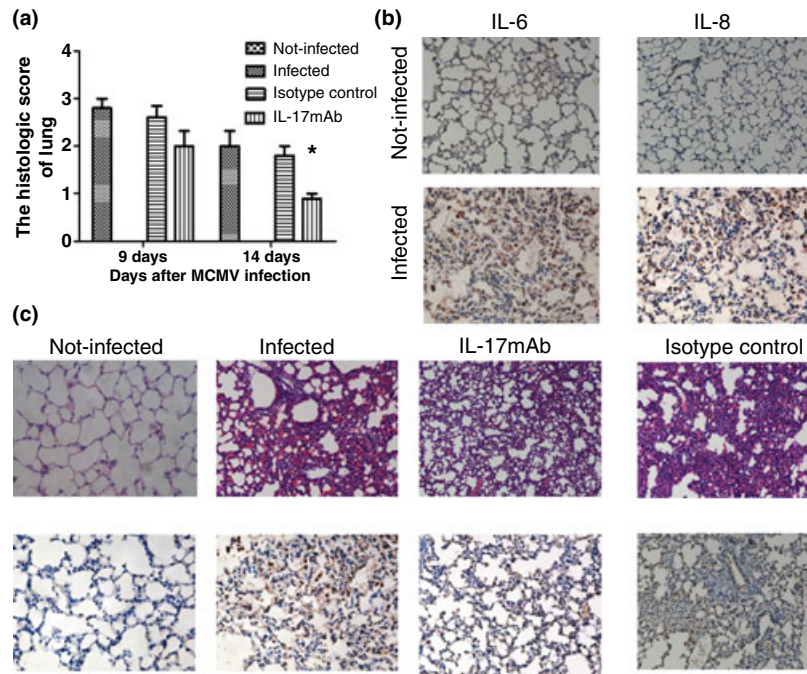 (a)
4
3
2
1
0
The histologic score
of lung
Not-infected
Infected
Isotype control
IL-17mAb
*
9 days
14 days
Days after MCMV infection
(b)
IL-6
IL-8
Not-infected
Infected
(c)
Not-infected
Infected
IL-17mAb
Isotype control